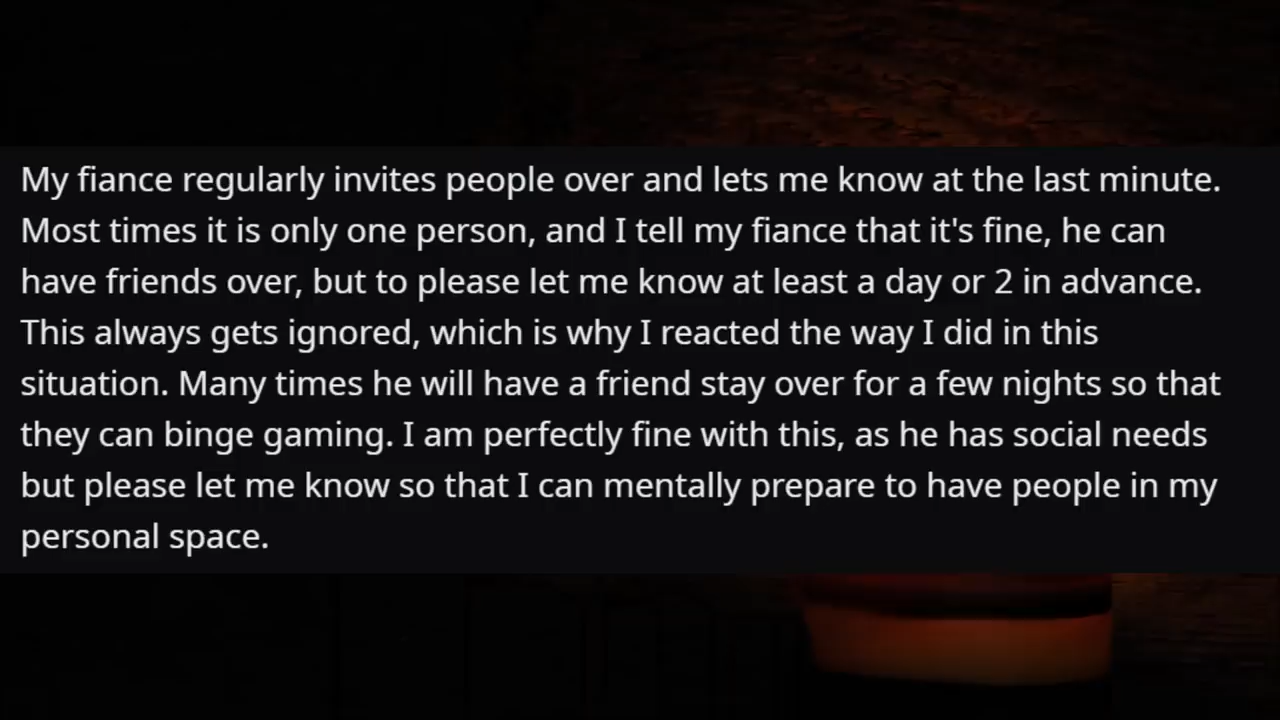 My fiance regularly invites people over and lets me know at the last minute.
Most times it is only one person, and I tell my fiance that it's fine, he can
have friends over, but to please let me know at least a day or 2 in advance.
This always gets ignored, which is why I reacted the way I did in this
situation. Many times he will have a friend stay over for a few nights so that
they can binge gaming. I am perfectly fine with this, as he has social needs
but please let me know so that I can mentally prepare to have people in my
personal space.